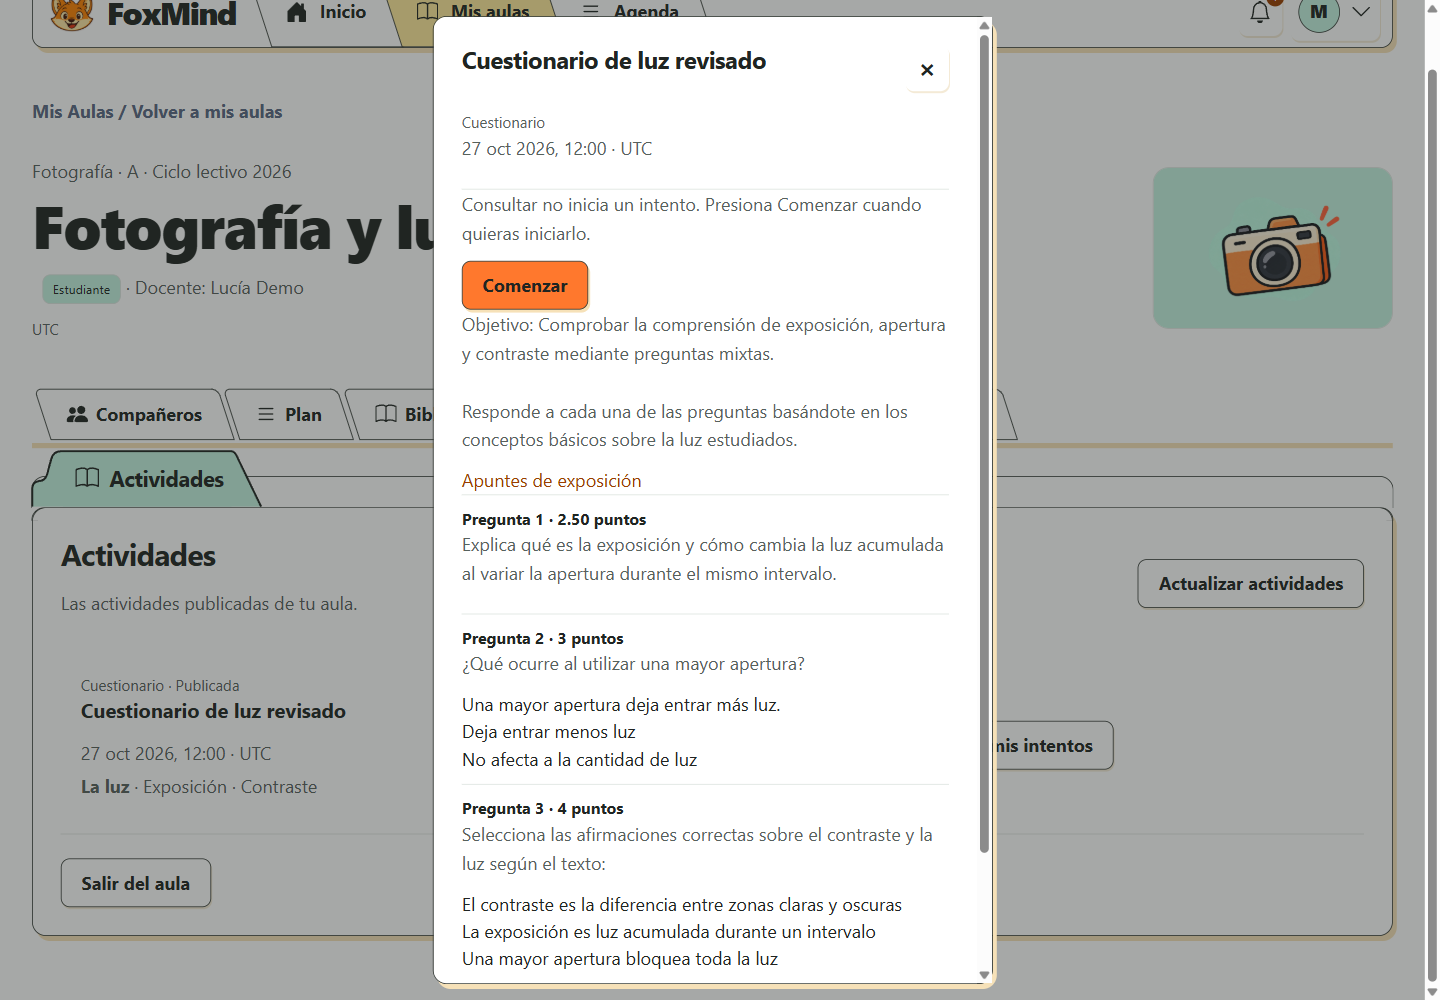 FoxMind
Inicio
Mis aulas
Agenda
M
Mis Aulas / Volver a mis aulas
Fotografía · A · Ciclo lectivo 2026
Fotografía y lu
Estudiante · Docente: Lucía Demo
UTC
Compañeros
Plan
Bib
Actividades
Actividades
Las actividades publicadas de tu aula.
Actualizar actividades
Cuestionario · Publicada
Cuestionario de luz revisado
27 oct 2026, 12:00 · UTC
La luz · Exposición · Contraste
mis intentos
Salir del aula
Cuestionario de luz revisado
×
Cuestionario
27 oct 2026, 12:00 · UTC
Consultar no inicia un intento. Presiona Comenzar cuando
quieras iniciarlo.
Comenzar
Objetivo: Comprobar la comprensión de exposición, apertura
y contraste mediante preguntas mixtas.
Responde a cada una de las preguntas basándote en los
conceptos básicos sobre la luz estudiados.
Apuntes de exposición
Pregunta 1 · 2.50 puntos
Explica qué es la exposición y cómo cambia la luz acumulada
al variar la apertura durante el mismo intervalo.
Pregunta 2 · 3 puntos
¿Qué ocurre al utilizar una mayor apertura?
Una mayor apertura deja entrar más luz.
Deja entrar menos luz
No afecta a la cantidad de luz
Pregunta 3 · 4 puntos
Selecciona las afirmaciones correctas sobre el contraste y la
luz según el texto:
El contraste es la diferencia entre zonas claras y oscuras
La exposición es luz acumulada durante un intervalo
Una mayor apertura bloquea toda la luz